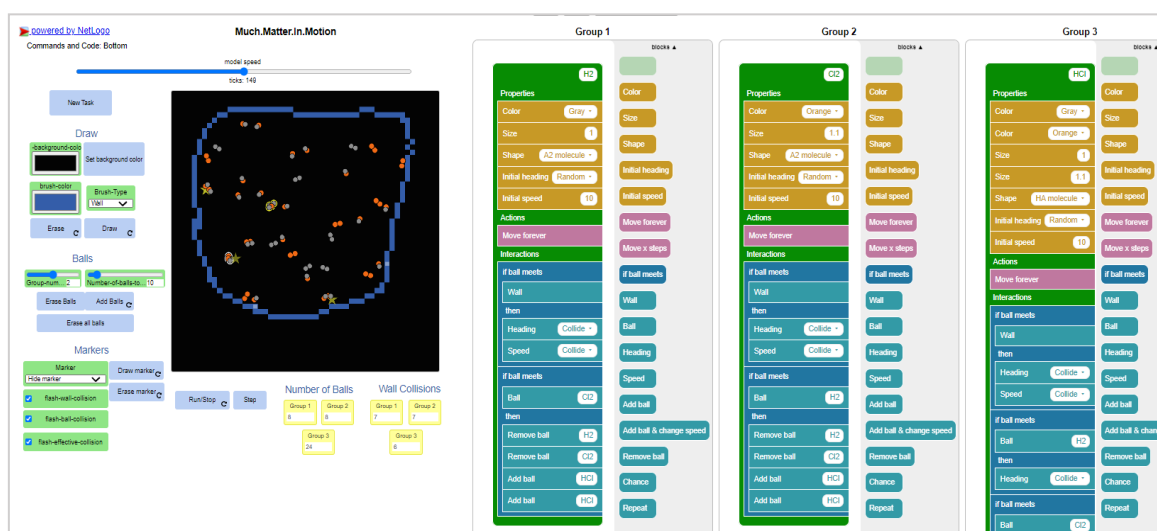 powered by NetLogo
Commands and Code: Bottom
Much.Matter.In.Motion
model speed
ticks: 149
New Task
Draw
-background-colo
Set background color
brush-color
Brush-Type
Wall
Erase
Draw
Balls
Group-num... 2
Number-of-balls-to... 10
Erase Balls
Add Balls
Erase all balls
Markers
Marker
Hide marker
Draw marker
Erase marker
flash-wall-collision
flash-ball-collision
flash-effective-collision
Run/Stop
Step
Number of Balls
Group 1
8
Group 2
8
Group 3
24
Wall Collisions
Group 1
7
Group 2
7
Group 3
6
Group 1
blocks ▲
H2
Properties
Color Gray
Size 1
Shape A2 molecule
Initial heading Random
Initial speed 10
Actions
Move forever
Interactions
if ball meets
Wall
then
Heading Collide
Speed Collide
if ball meets
Ball Cl2
then
Remove ball H2
Remove ball Cl2
Add ball HCl
Add ball HCl
Color
Size
Shape
Initial heading
Initial speed
Move forever
Move x steps
if ball meets
Wall
Ball
Heading
Speed
Add ball
Add ball & change speed
Remove ball
Chance
Repeat
Group 2
blocks ▲
Cl2
Properties
Color Orange
Size 1.1
Shape A2 molecule
Initial heading Random
Initial speed 10
Actions
Move forever
Interactions
if ball meets
Wall
then
Heading Collide
Speed Collide
if ball meets
Ball H2
then
Remove ball H2
Remove ball Cl2
Add ball HCl
Add ball HCl
Color
Size
Shape
Initial heading
Initial speed
Move forever
Move x steps
if ball meets
Wall
Ball
Heading
Speed
Add ball
Add ball & change speed
Remove ball
Chance
Repeat
Group 3
blocks ▲
HCl
Properties
Color Gray
Color Orange
Size 1
Size 1.1
Shape HA molecule
Initial heading Random
Initial speed 10
Actions
Move forever
Interactions
if ball meets
Wall
then
Heading Collide
Speed Collide
if ball meets
Ball H2
then
Heading Collide
if ball meets
Ball Cl2
Color
Size
Shape
Initial heading
Initial speed
Move forever
Move x steps
if ball meets
Wall
Ball
Heading
Speed
Add ball
Add ball & chan
Remove ball
Chance
Repeat